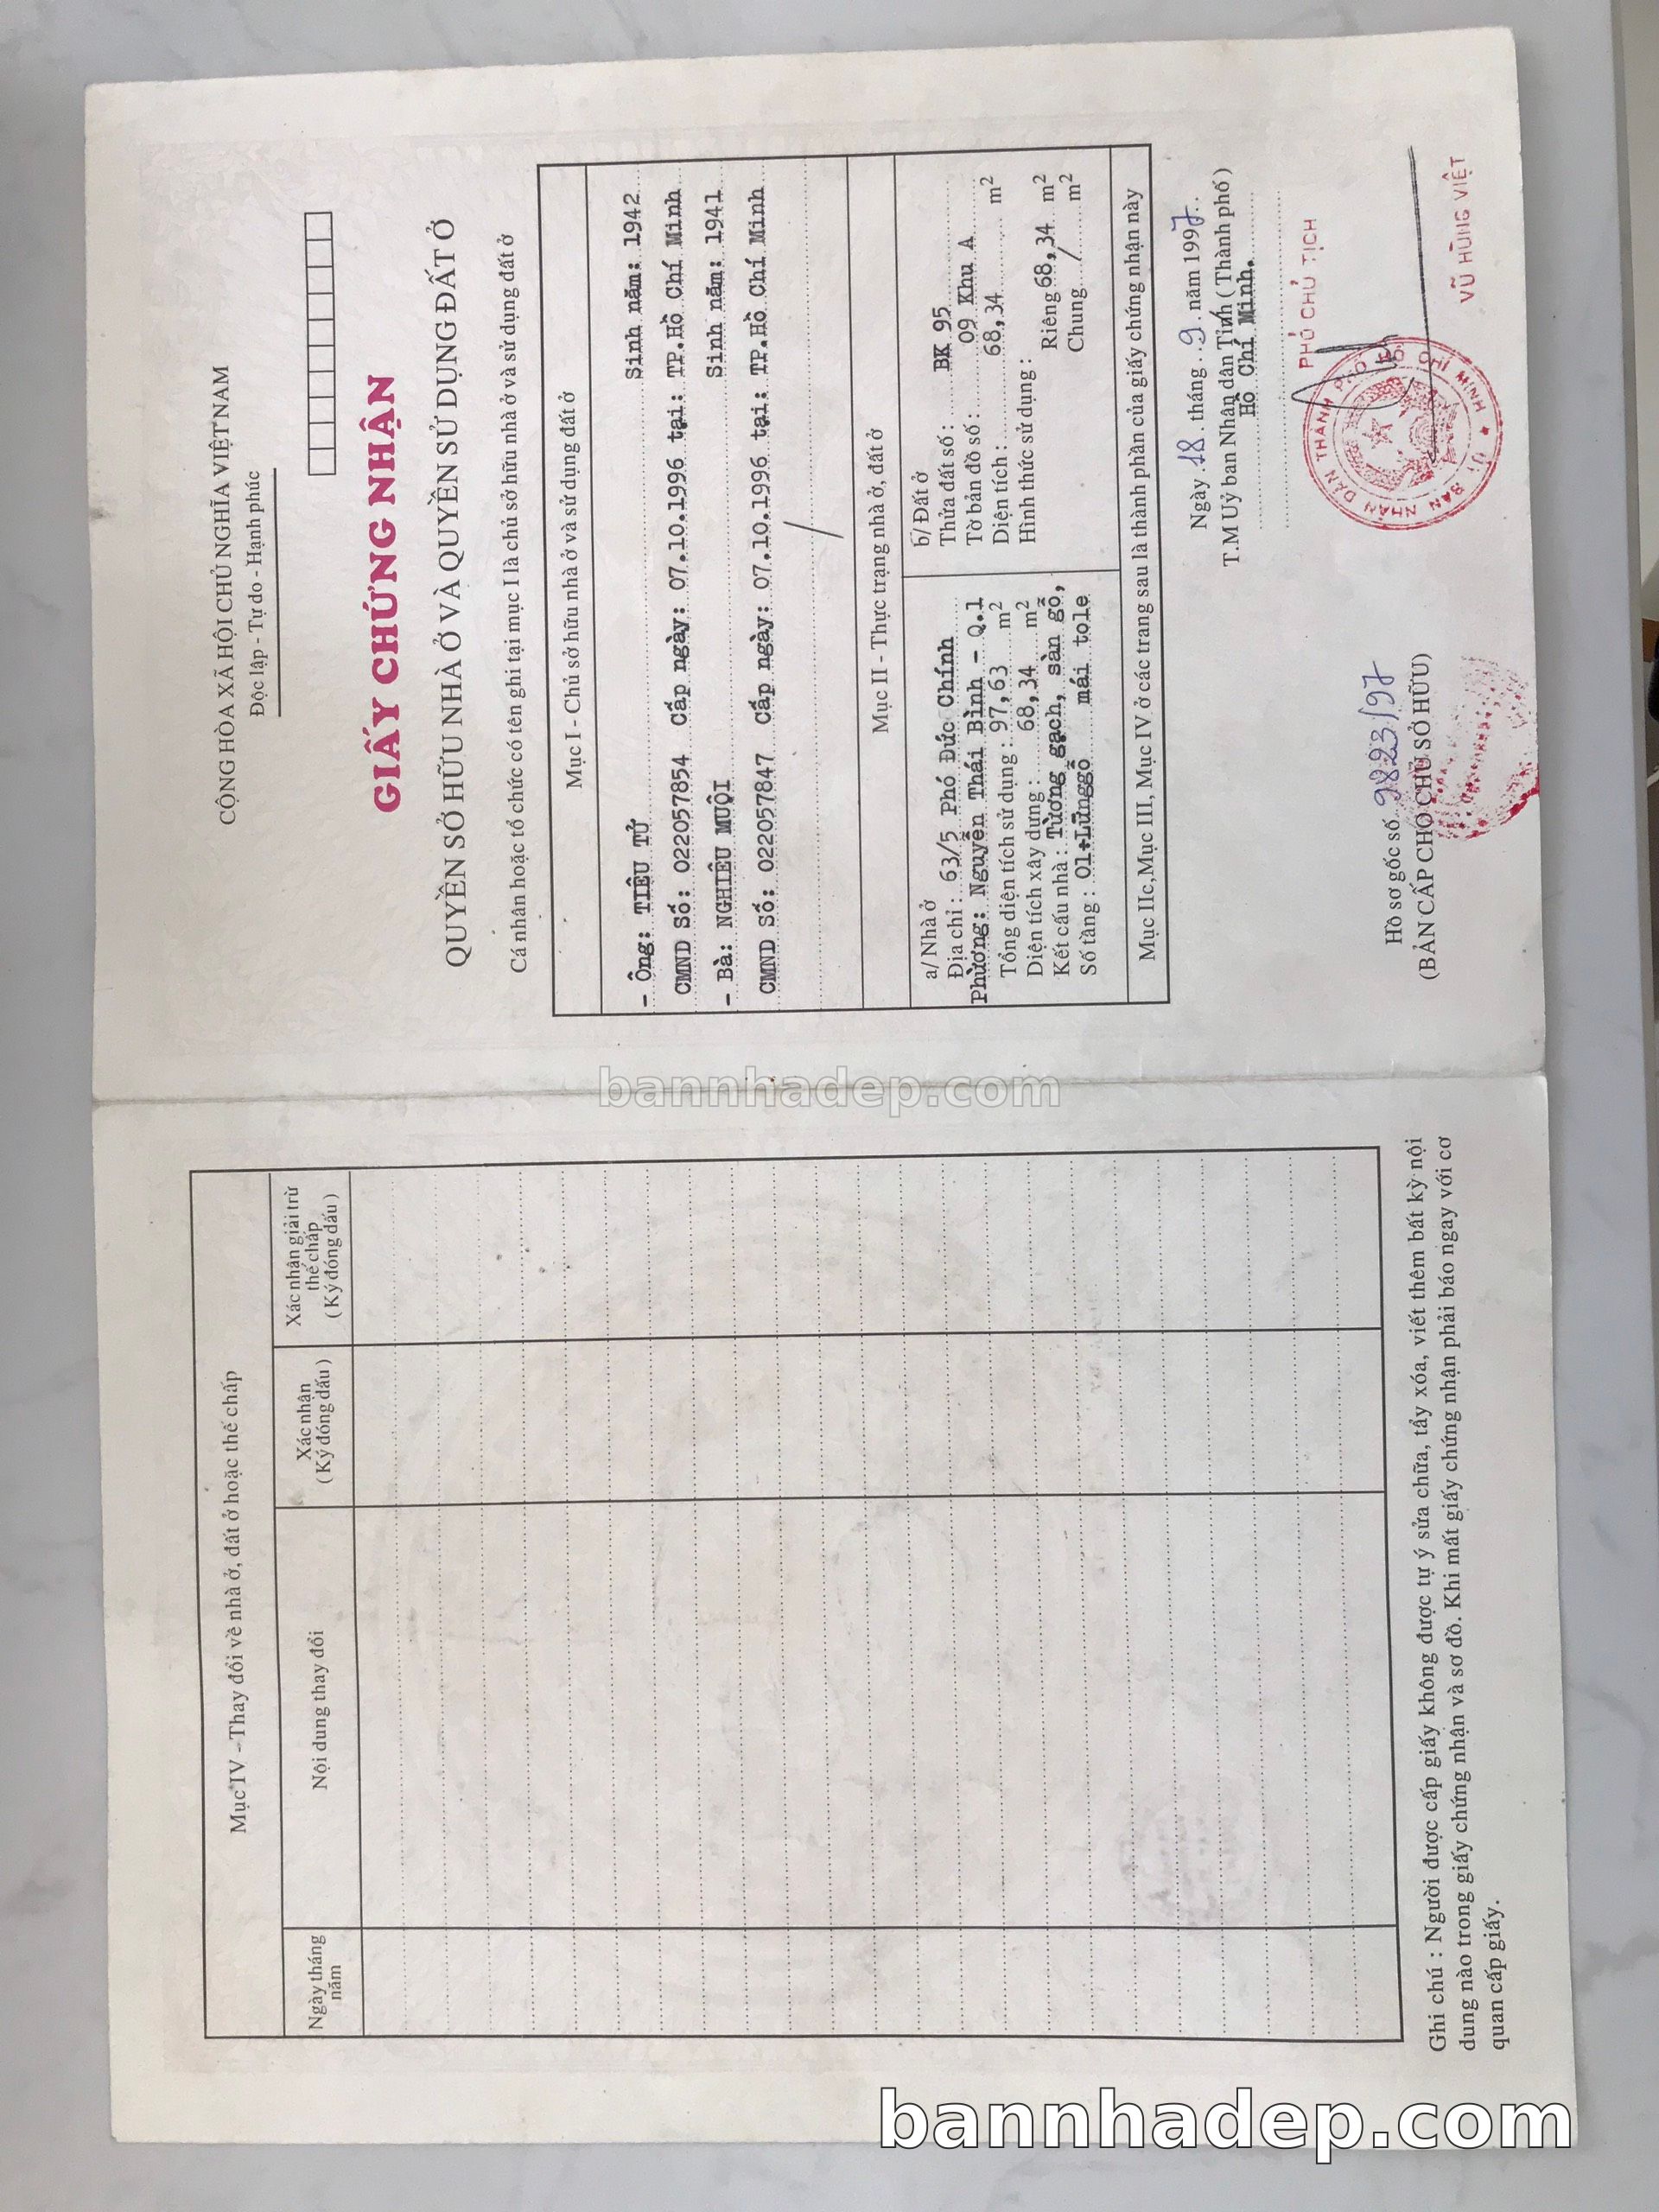 CỘNG HÒA XÃ HỘI CHỦ NGHĨA VIỆT NAM
Độc lập - Tự do - Hạnh phúc
GIẤY CHỨNG NHẬN
QUYỀN SỞ HỮU NHÀ Ở VÀ QUYỀN SỬ DỤNG ĐẤT Ở
Cá nhân hoặc tổ chức có tên ghi tại mục I là chủ sở hữu nhà ở và sử dụng đất ở
Mục I - Chủ sở hữu nhà ở và sử dụng đất ở
- Ông: TIÊU TỬ Sinh năm: 1942
CMND Số: 022057854 Cấp ngày: 07.10.1996 tại: TP.Hồ Chí Minh
- Bà: NGHIÊU MUỘI Sinh năm: 1941
CMND Số: 022057847 Cấp ngày: 07.10.1996 tại: TP.Hồ Chí Minh
/
Mục II - Thực trạng nhà ở, đất ở
a/ Nhà ở
Địa chỉ : 63/5 Phó Đức Chính
Phường: Nguyễn Thái Bình - Q.1
Tổng diện tích sử dụng : 97,63 m2
Diện tích xây dựng : 68,34 m2
Kết cấu nhà : Tường gạch, sàn gỗ,
Số tầng : 01+Lửnggỗ mái tole
b/ Đất ở
Thửa đất số : BK 95
Tờ bản đồ số : 09 Khu A
Diện tích : 68,34 m2
Hình thức sử dụng :
Riêng 68,34 m2
Chung / m2
Mục IIc,Mục III, Mục IV ở các trang sau là thành phần của giấy chứng nhận này
Ngày 18 tháng 9 năm 1997
T.M Uỷ ban Nhân dân Tỉnh ( Thành phố )
Hồ Chí Minh.
PHÓ CHỦ TỊCH
ỦY BAN NHÂN DÂN THÀNH PHỐ HỒ CHÍ MINH
VŨ HÙNG VIỆT
Hồ sơ gốc số 9823/97
(BẢN CẤP CHO CHỦ SỞ HỮU)
bannhadep.com
Mục IV - Thay đổi về nhà ở, đất ở hoặc thế chấp
Ngày tháng năm
Nội dung thay đổi
Xác nhận
( Ký đóng dấu )
Xác nhận giải trừ
thế chấp
( Ký đóng dấu )
Ghi chú : Người được cấp giấy không được tự ý sửa chữa, tẩy xóa, viết thêm bất kỳ nội
dung nào trong giấy chứng nhận và sơ đồ. Khi mất giấy chứng nhận phải báo ngay với cơ
quan cấp giấy.
bannhadep.com